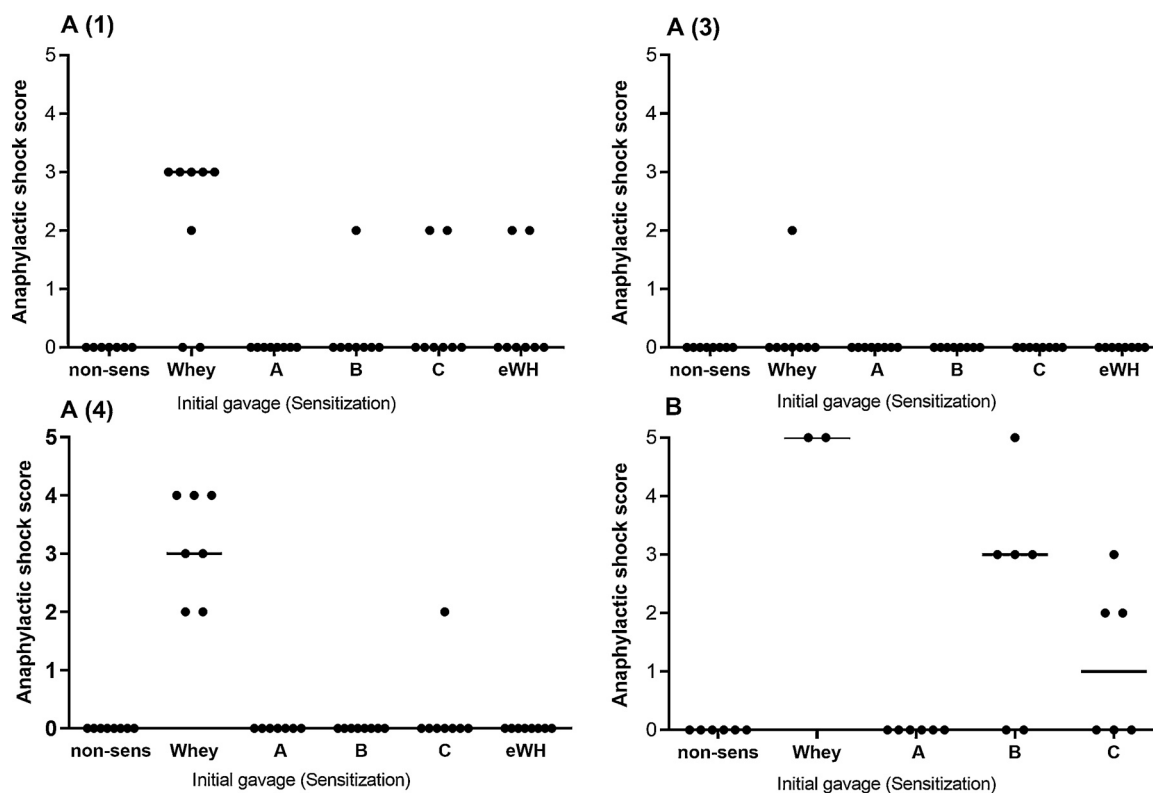 A (1)
Anaphylactic shock score
5
4
3
2
1
0
non-sens Whey A B C eWH
Initial gavage (Sensitization)
A (3)
Anaphylactic shock score
5
4
3
2
1
0
non-sens Whey A B C eWH
Initial gavage (Sensitization)
A (4)
Anaphylactic shock score
5
4
3
2
1
0
non-sens Whey A B C eWH
Initial gavage (Sensitization)
B
Anaphylactic shock score
5
4
3
2
1
0
non-sens Whey A B C
Initial gavage (Sensitization)